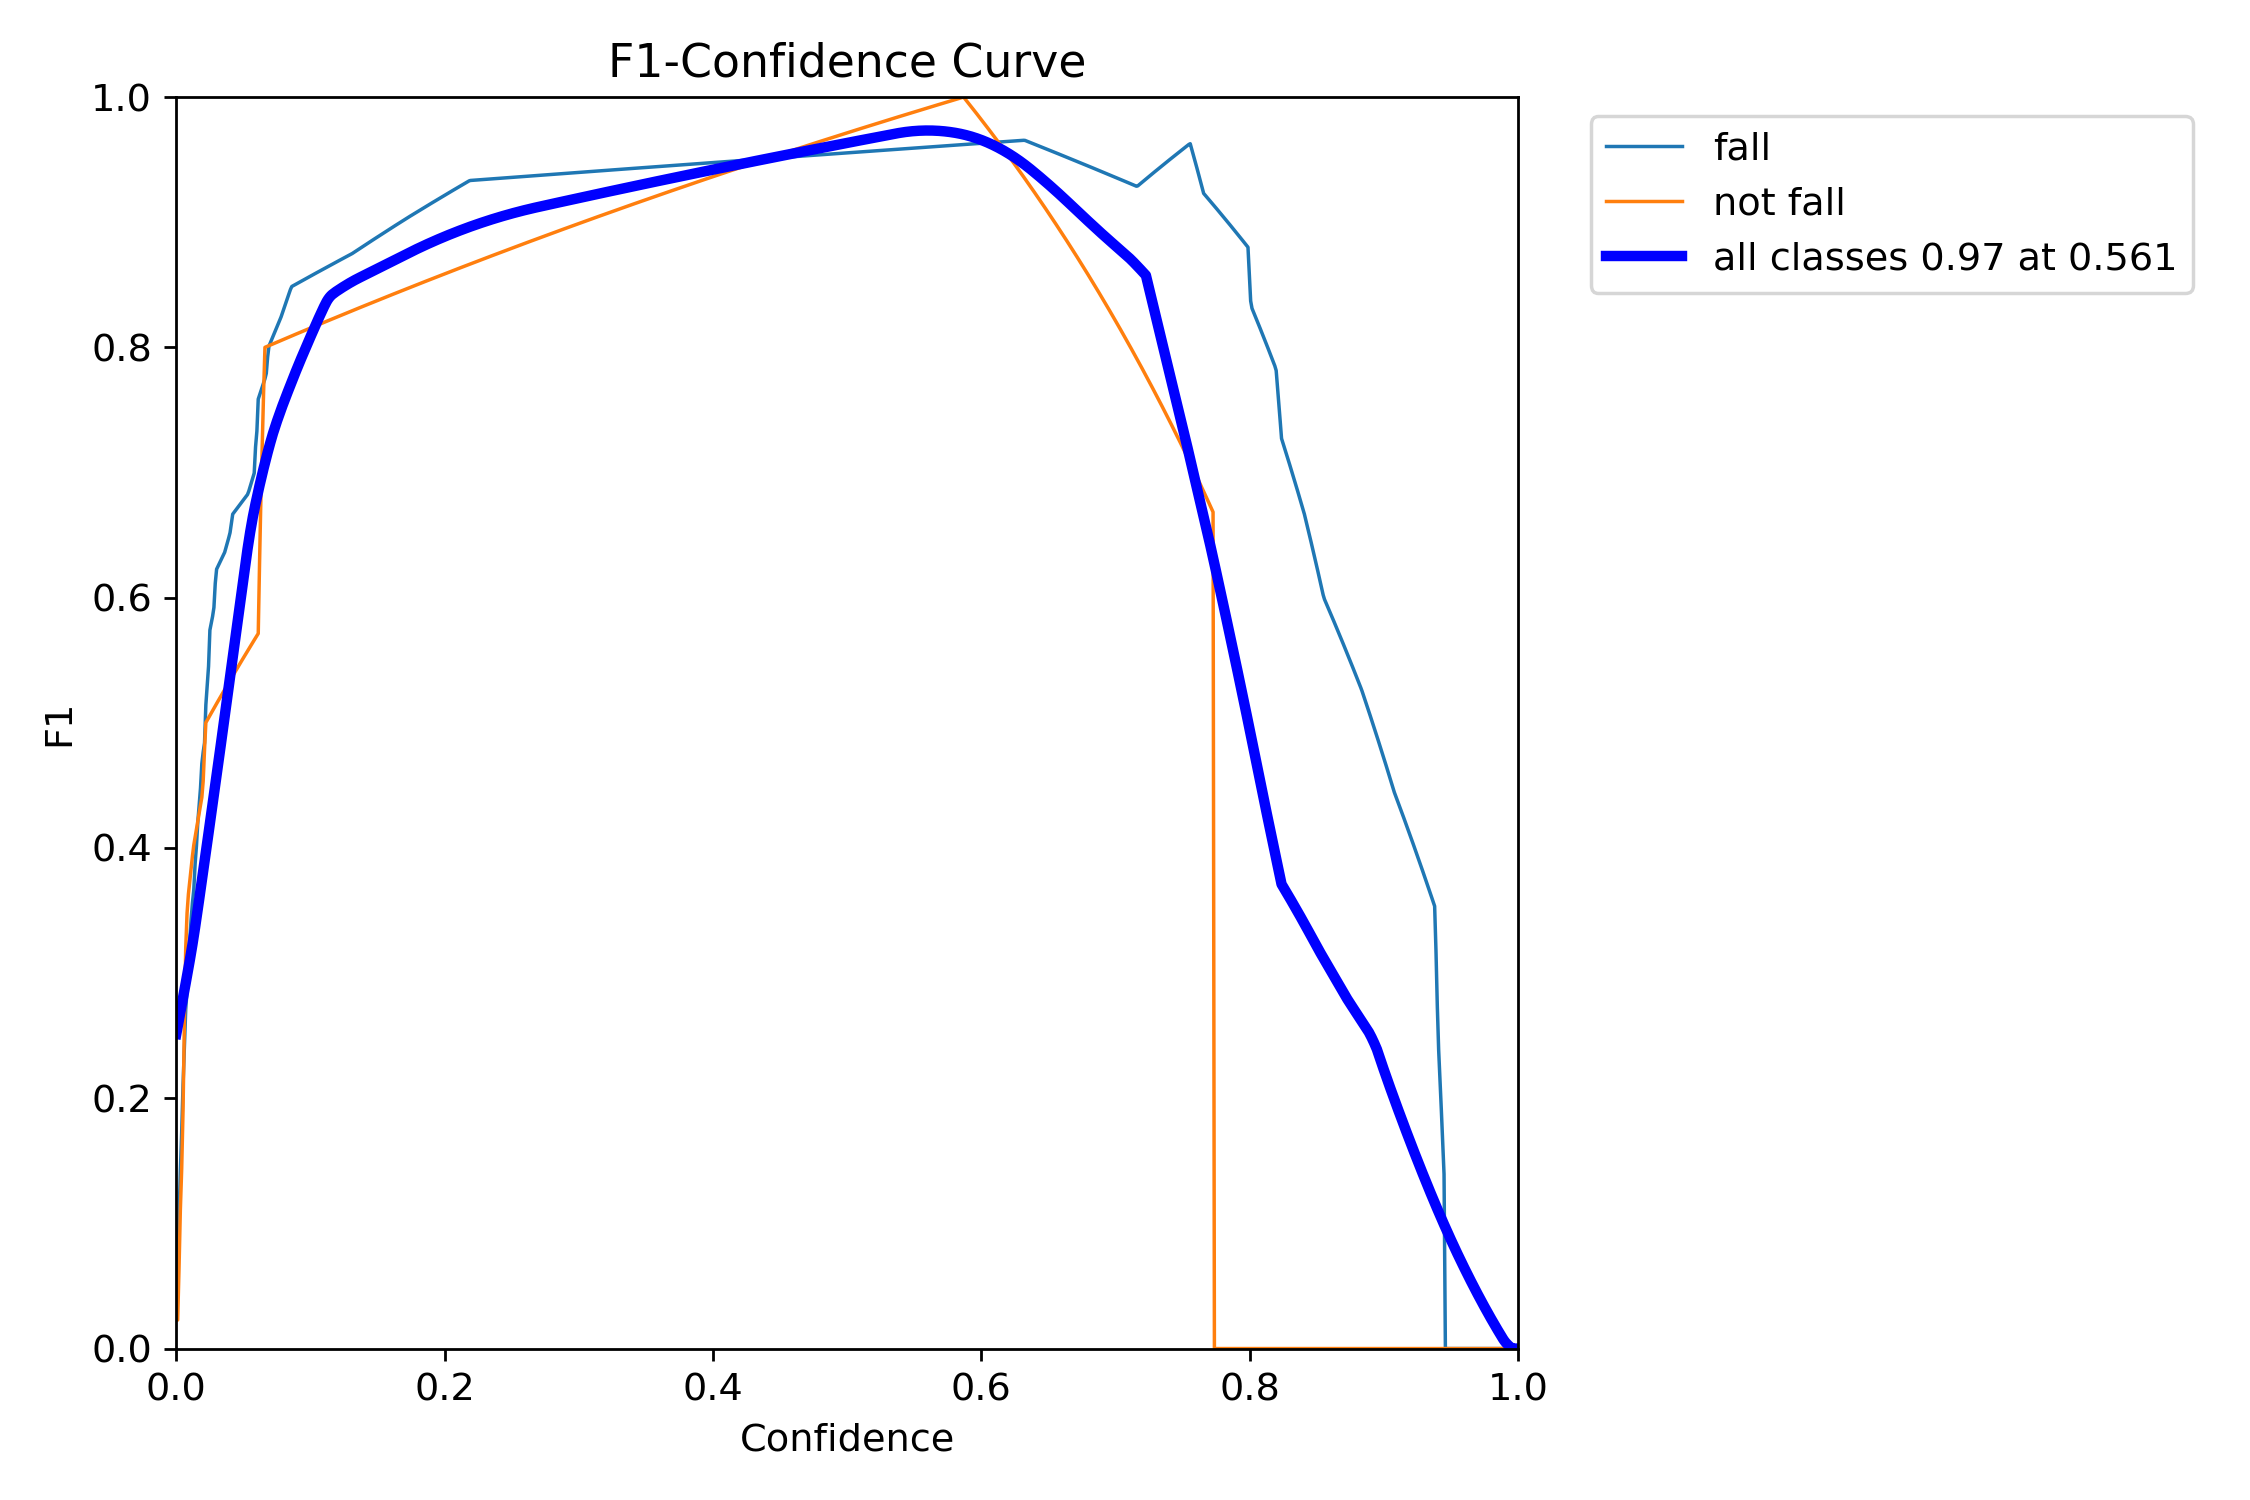 F1-Confidence Curve
1.0
0.8
0.6
0.4
0.2
0.0
F1
0.0 0.2 0.4 0.6 0.8 1.0
Confidence
fall
not fall
all classes 0.97 at 0.561